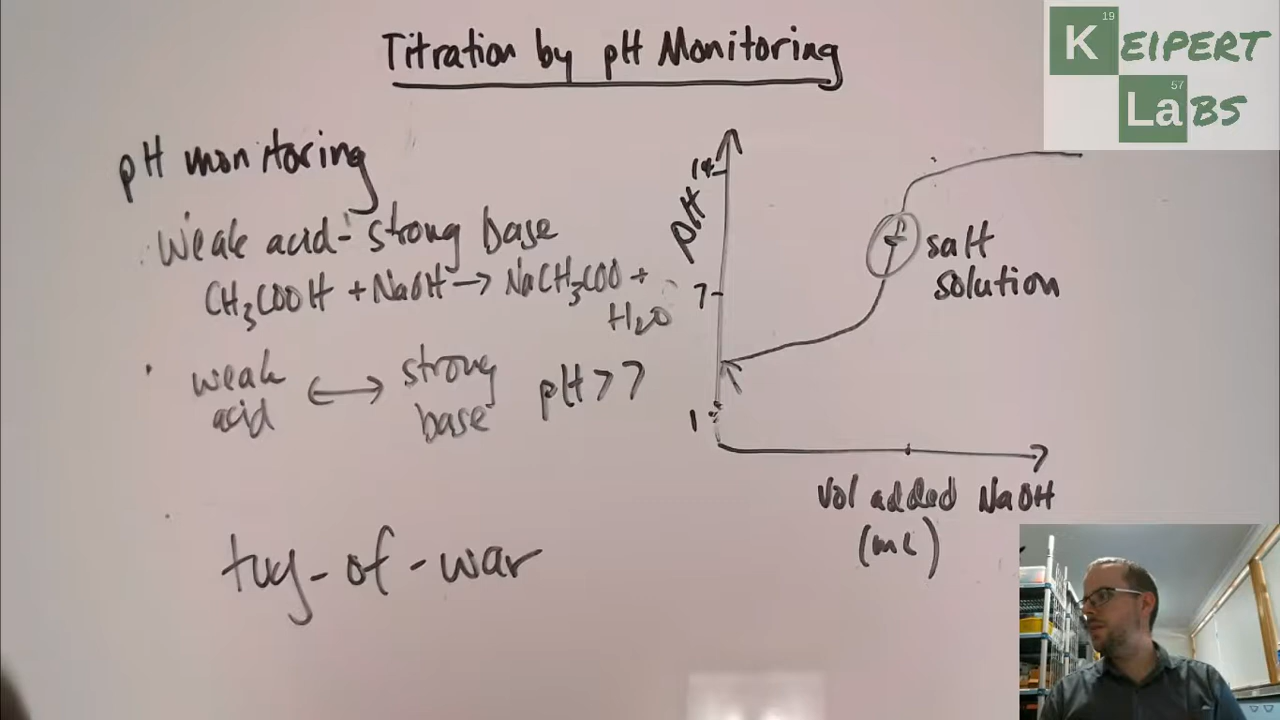 Titration by pH Monitoring
19
57
KEIPERT
LaBS
pH monitoring
Weak acid-strong base
CH₃COOH + NaOH → NaCH₃COO +
H₂O
weak ↔ strong pH > 7
acid base
tug-of-war
14
pH
7
1
salt
solution
Vol added NaOH
(mL)